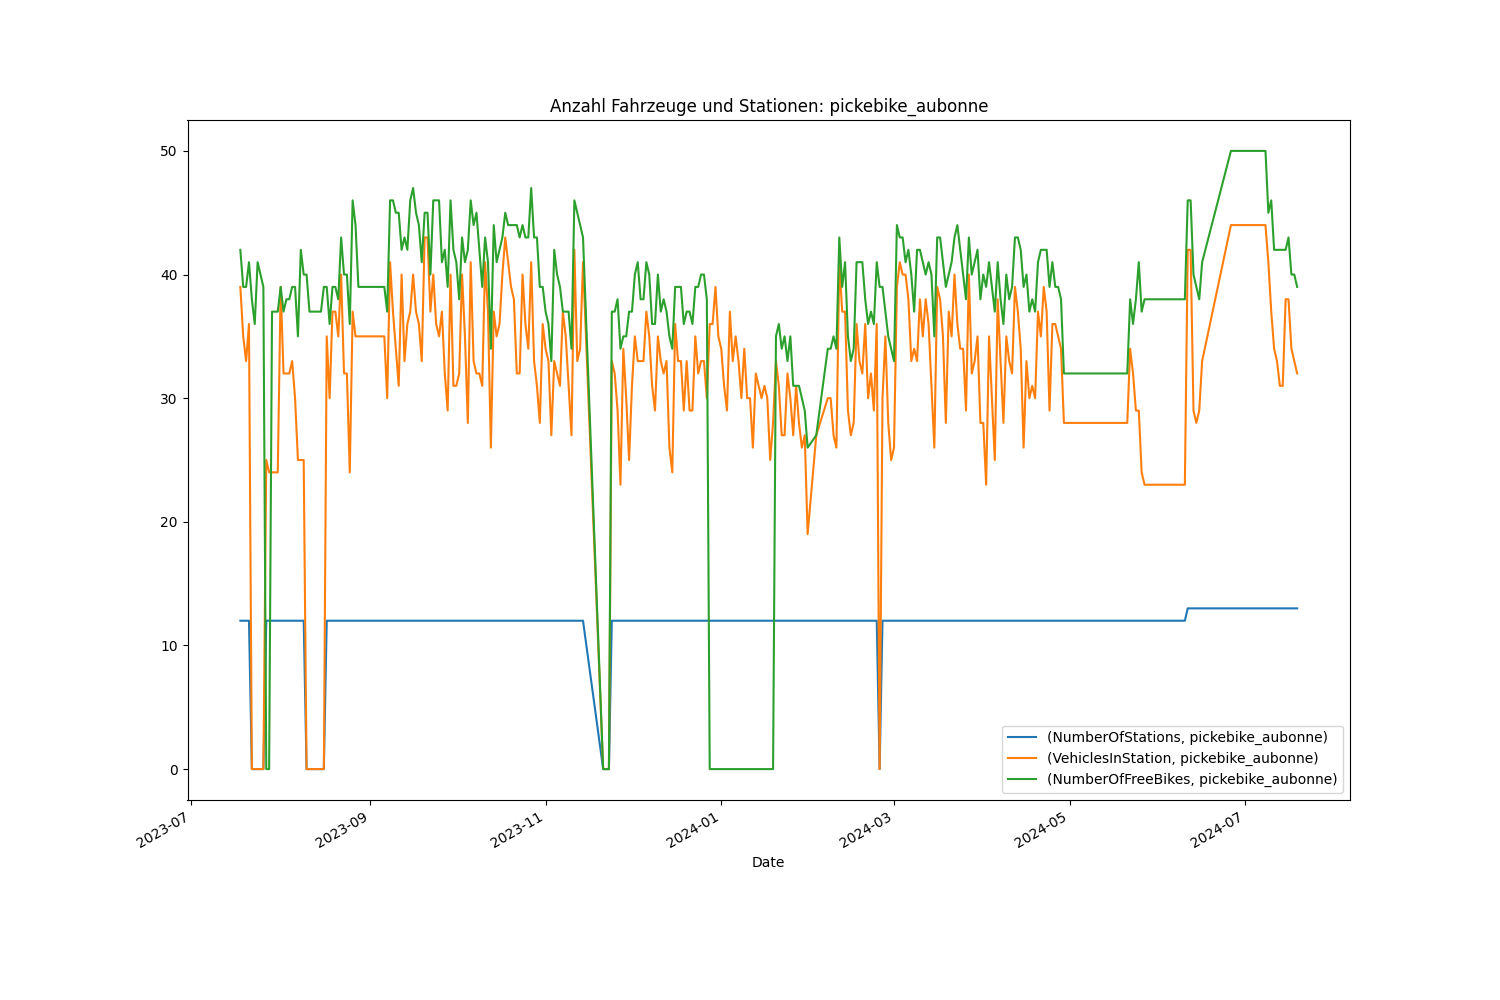 Anzahl Fahrzeuge und Stationen: pickebike_aubonne
50
40
30
20
10
0
(NumberOfStations, pickebike_aubonne)
(VehiclesInStation, pickebike_aubonne)
(NumberOfFreeBikes, pickebike_aubonne)
2023-07
2023-09
2023-11
2024-01
2024-03
2024-05
2024-07
Date